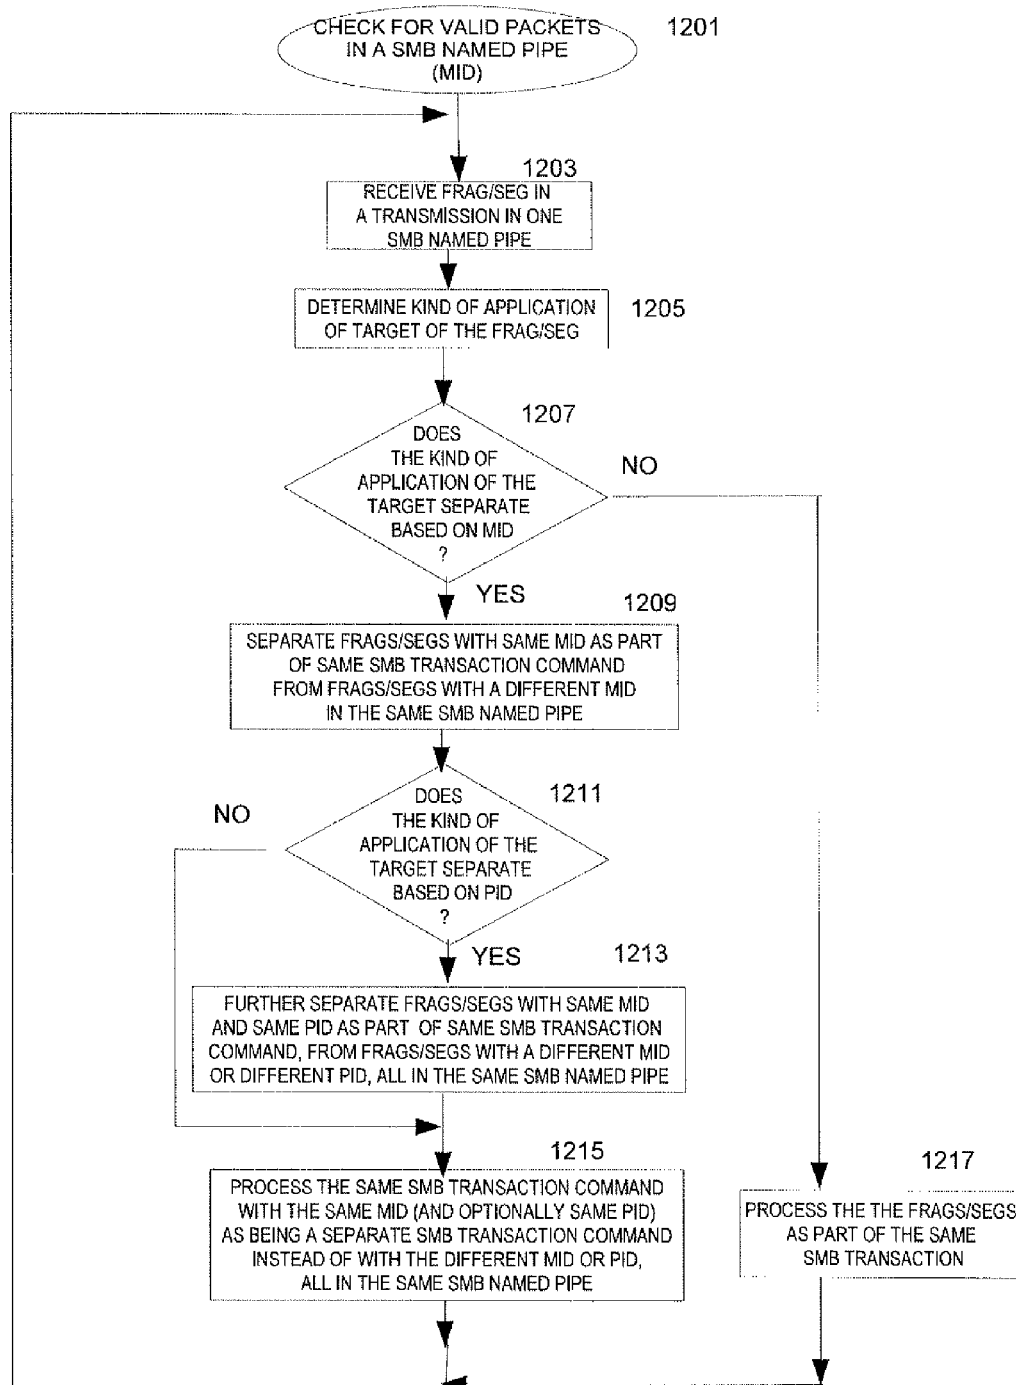 CHECK FOR VALID PACKETS
IN A SMB NAMED PIPE
(MID)
1201
1203
RECEIVE FRAG/SEG IN
A TRANSMISSION IN ONE
SMB NAMED PIPE
DETERMINE KIND OF APPLICATION
OF TARGET OF THE FRAG/SEG
1205
1207
DOES
THE KIND OF
APPLICATION OF THE
TARGET SEPARATE
BASED ON MID
?
NO
YES
1209
SEPARATE FRAGS/SEGS WITH SAME MID AS PART
OF SAME SMB TRANSACTION COMMAND
FROM FRAGS/SEGS WITH A DIFFERENT MID
IN THE SAME SMB NAMED PIPE
1211
DOES
THE KIND OF
APPLICATION OF THE
TARGET SEPARATE
BASED ON PID
?
NO
YES
1213
FURTHER SEPARATE FRAGS/SEGS WITH SAME MID
AND SAME PID AS PART OF SAME SMB TRANSACTION
COMMAND, FROM FRAGS/SEGS WITH A DIFFERENT MID
OR DIFFERENT PID, ALL IN THE SAME SMB NAMED PIPE
1215
PROCESS THE SAME SMB TRANSACTION COMMAND
WITH THE SAME MID (AND OPTIONALLY SAME PID)
AS BEING A SEPARATE SMB TRANSACTION COMMAND
INSTEAD OF WITH THE DIFFERENT MID OR PID,
ALL IN THE SAME SMB NAMED PIPE
1217
PROCESS THE THE FRAGS/SEGS
AS PART OF THE SAME
SMB TRANSACTION